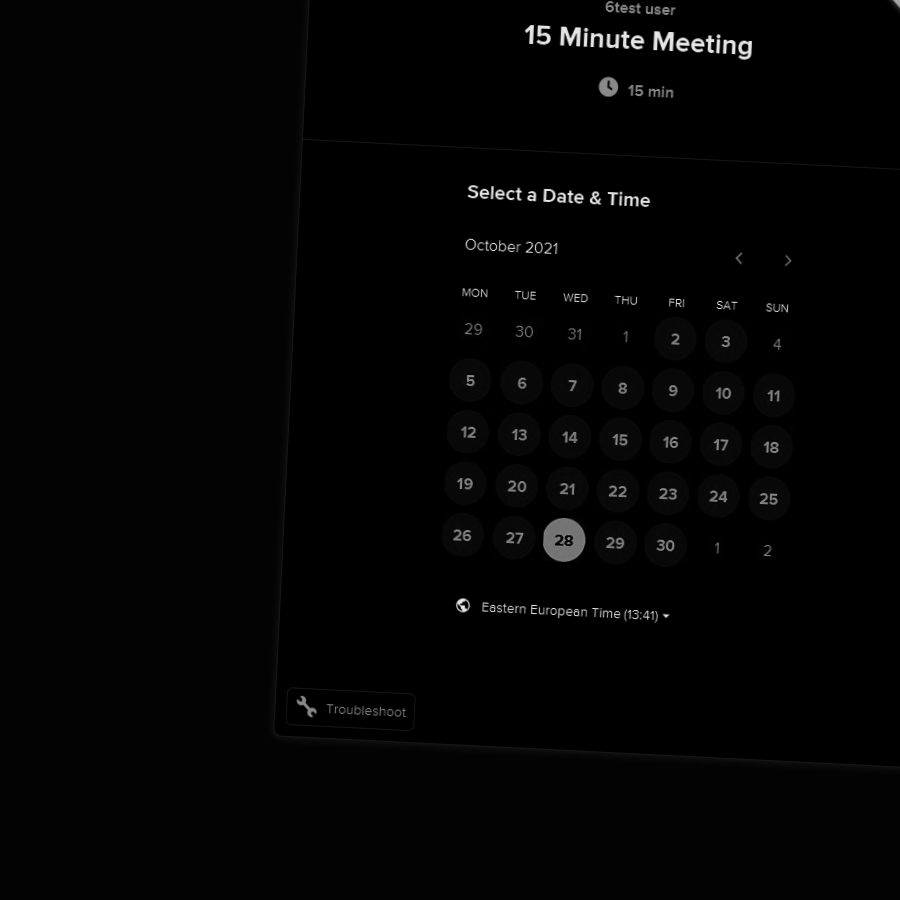 6test user
15 Minute Meeting
15 min
Select a Date & Time
October 2021
MON TUE WED THU FRI SAT SUN
29 30 31 1 2 3 4
5 6 7 8 9 10 11
12 13 14 15 16 17 18
19 20 21 22 23 24 25
26 27 28 29 30 1 2
Eastern European Time (13:41)
Troubleshoot